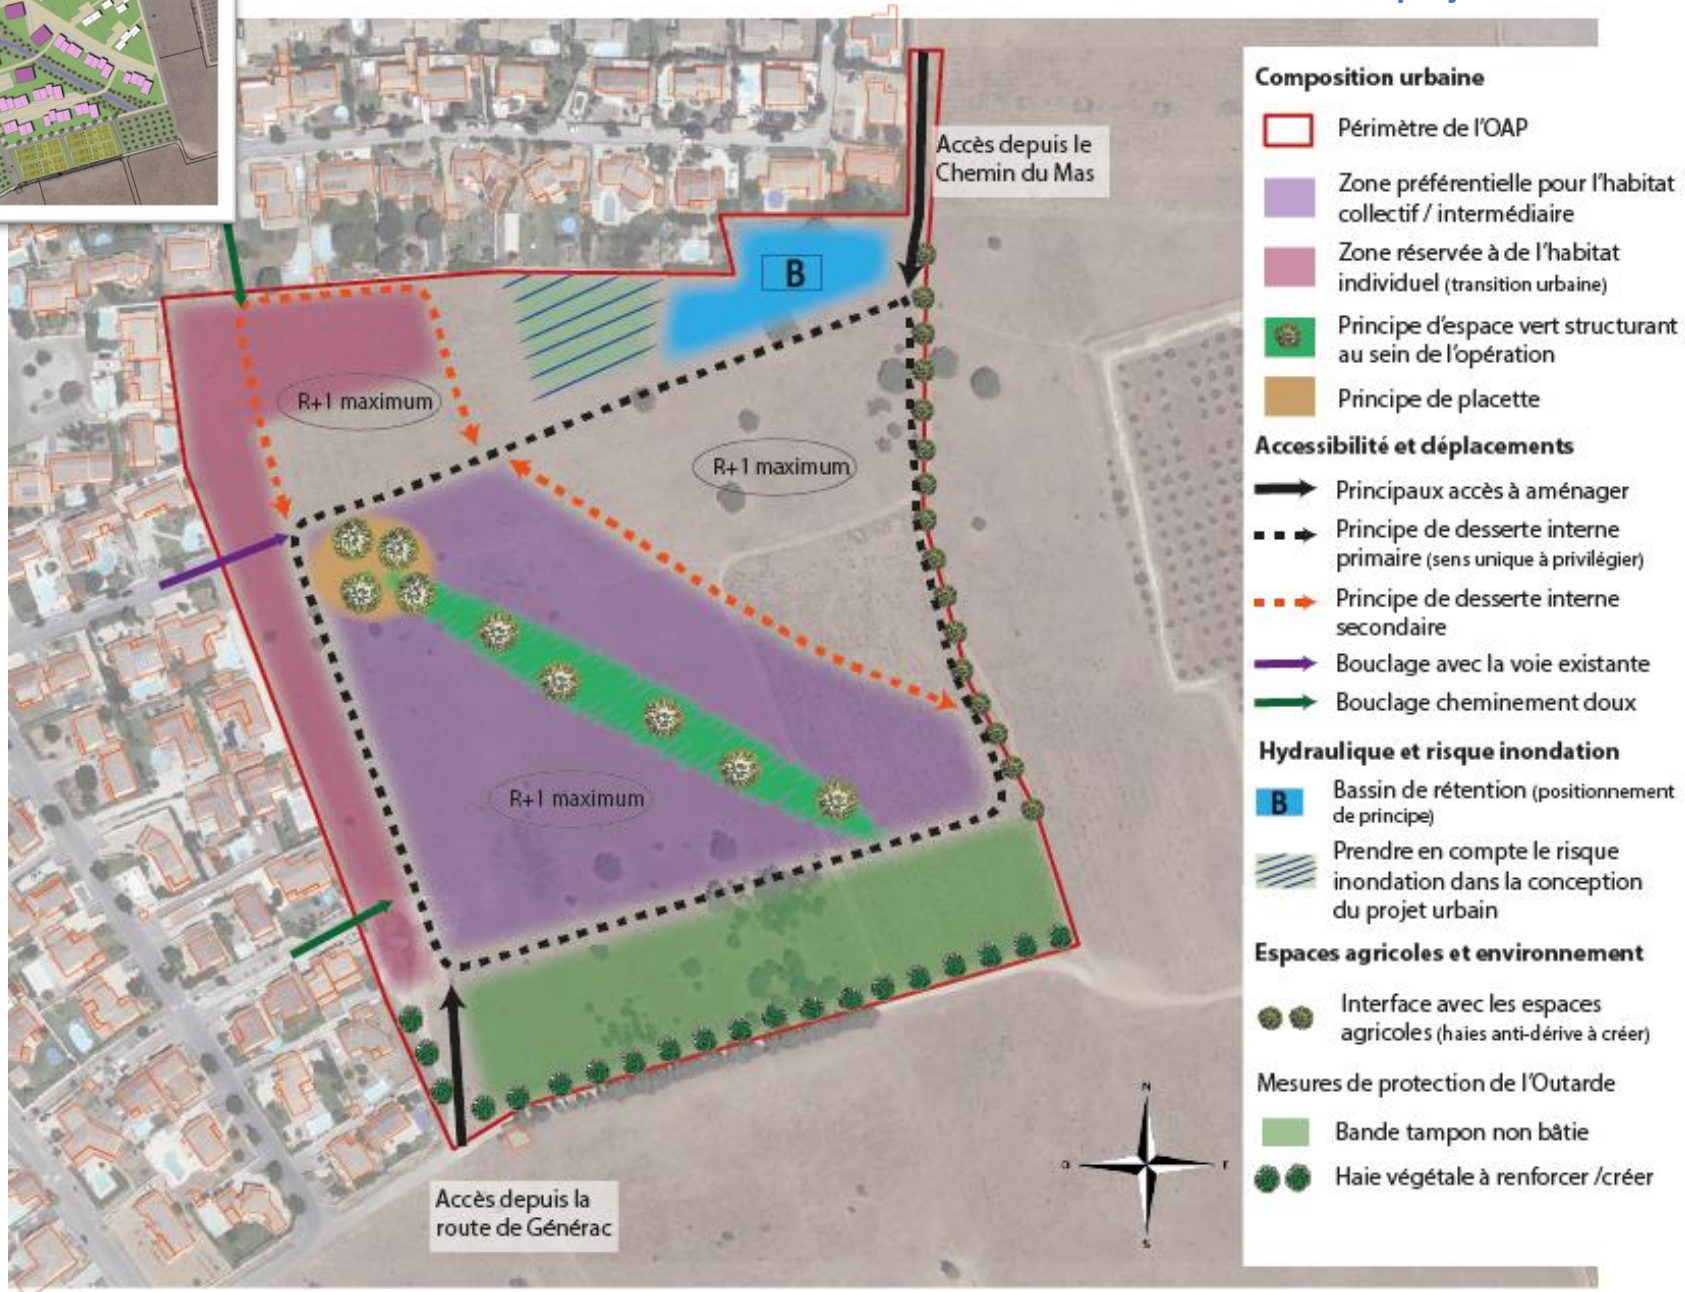 Accès depuis le
Chemin du Mas
B
R+1 maximum
R+1 maximum
R+1 maximum
Accès depuis la
route de Générac
N
O
E
S
Composition urbaine
Périmètre de l'OAP
Zone préférentielle pour l'habitat
collectif / intermédiaire
Zone réservée à de l'habitat
individuel (transition urbaine)
Principe d'espace vert structurant
au sein de l'opération
Principe de placette
Accessibilité et déplacements
Principaux accès à aménager
Principe de desserte interne
primaire (sens unique à privilégier)
Principe de desserte interne
secondaire
Bouclage avec la voie existante
Bouclage cheminement doux
Hydraulique et risque inondation
B
Bassin de rétention (positionnement
de principe)
Prendre en compte le risque
inondation dans la conception
du projet urbain
Espaces agricoles et environnement
Interface avec les espaces
agricoles (haies anti-dérive à créer)
Mesures de protection de l'Outarde
Bande tampon non bâtie
Haie végétale à renforcer /créer